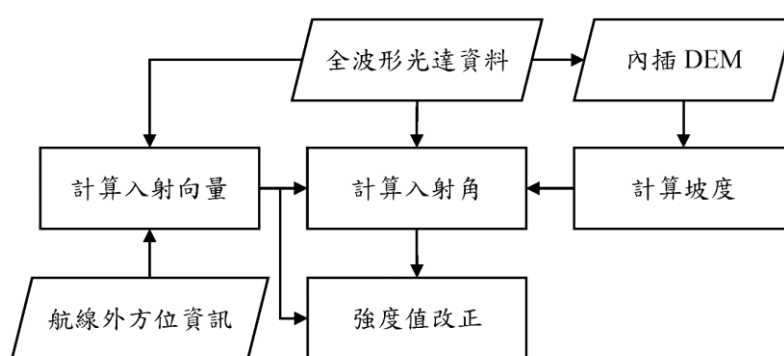 全波形光達資料
內插 DEM
計算入射向量
計算入射角
計算坡度
航線外方位資訊
強度值改正